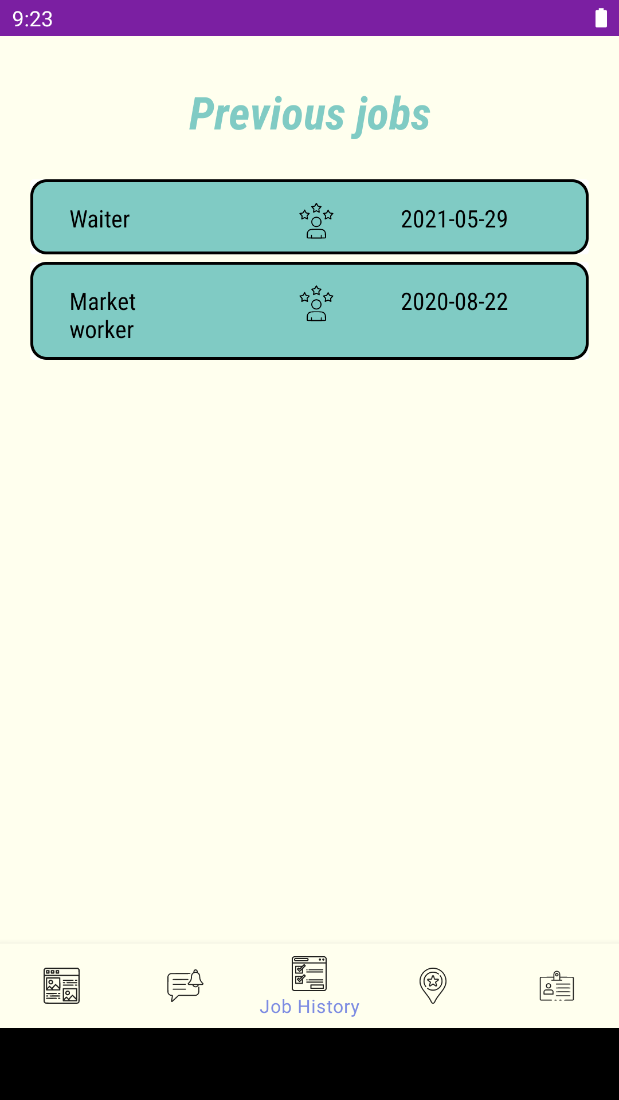 9:23
Previous jobs
Waiter 2021-05-29
Market 2020-08-22
worker
Job History